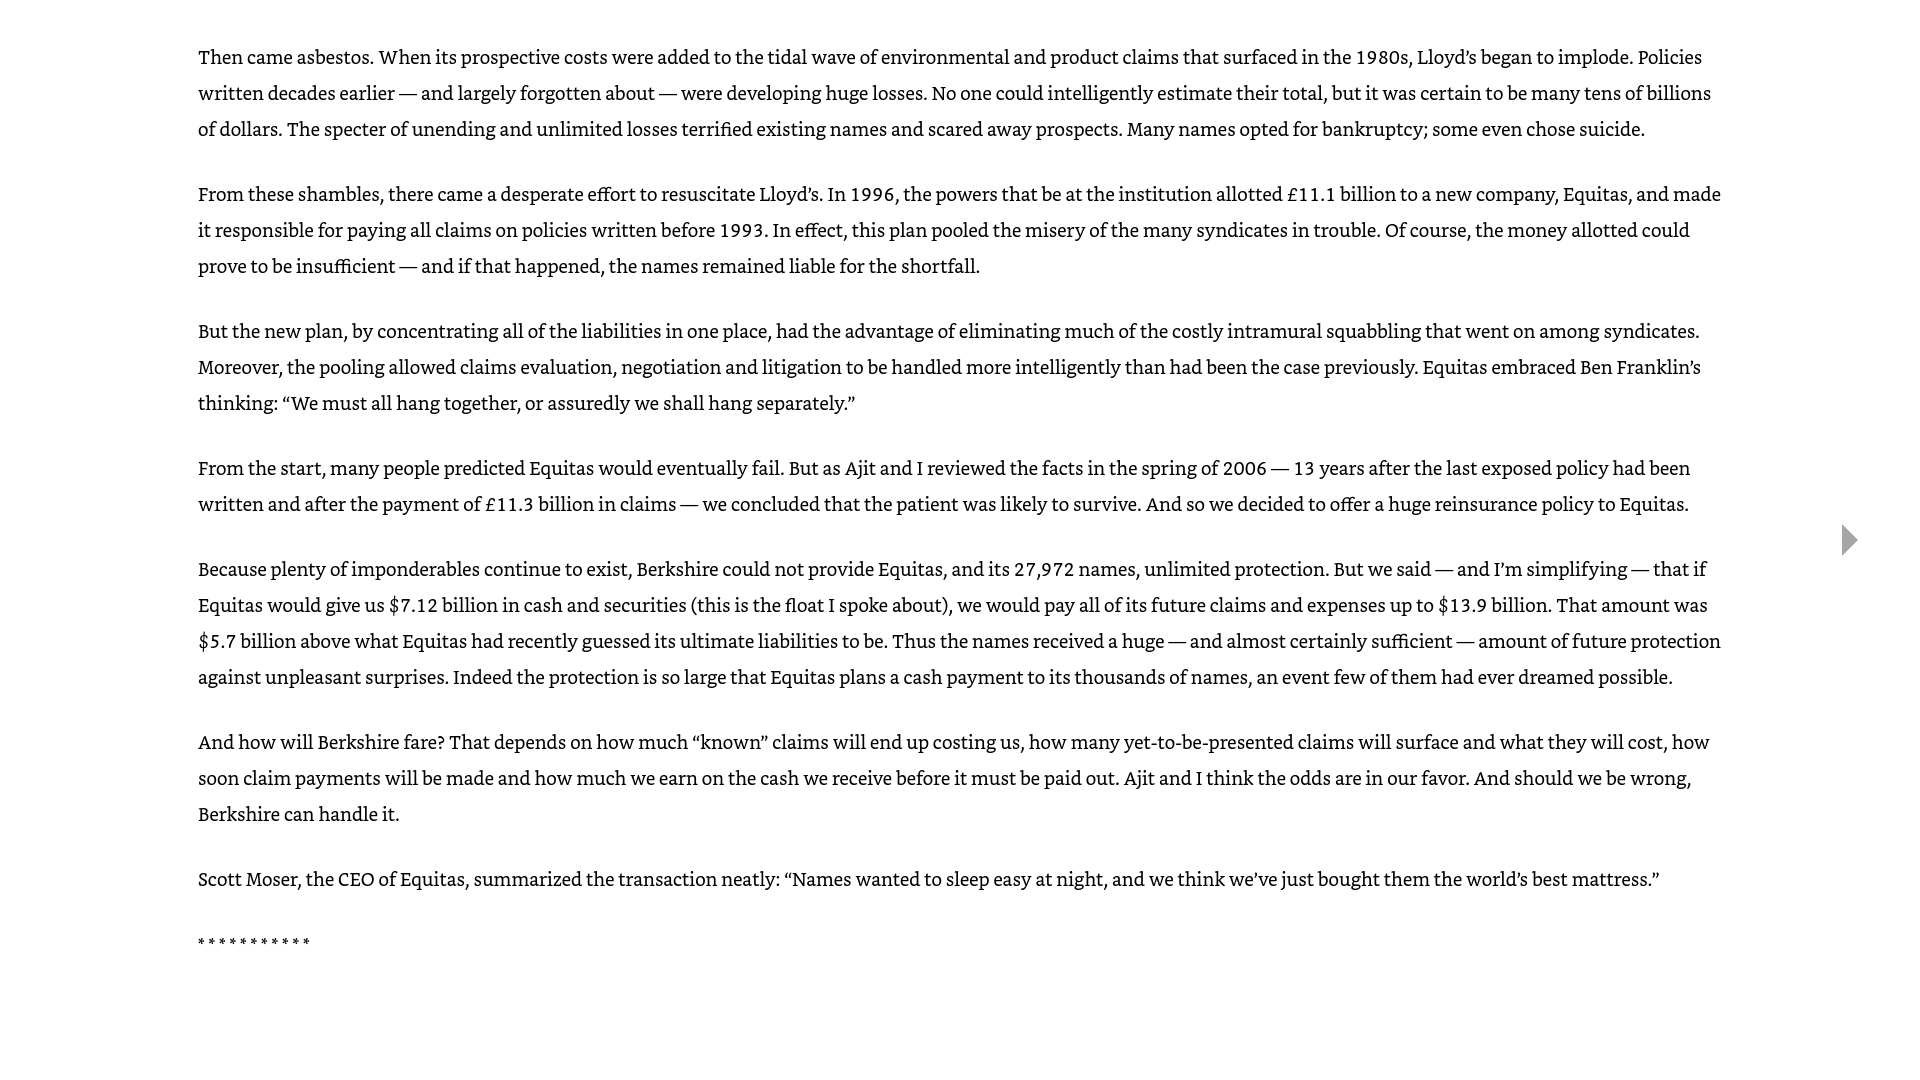 Then came asbestos. When its prospective costs were added to the tidal wave of environmental and product claims that surfaced in the 1980s, Lloyd’s began to implode. Policies
written decades earlier — and largely forgotten about — were developing huge losses. No one could intelligently estimate their total, but it was certain to be many tens of billions
of dollars. The specter of unending and unlimited losses terrified existing names and scared away prospects. Many names opted for bankruptcy; some even chose suicide.
From these shambles, there came a desperate effort to resuscitate Lloyd’s. In 1996, the powers that be at the institution allotted £11.1 billion to a new company, Equitas, and made
it responsible for paying all claims on policies written before 1993. In effect, this plan pooled the misery of the many syndicates in trouble. Of course, the money allotted could
prove to be insufficient — and if that happened, the names remained liable for the shortfall.
But the new plan, by concentrating all of the liabilities in one place, had the advantage of eliminating much of the costly intramural squabbling that went on among syndicates.
Moreover, the pooling allowed claims evaluation, negotiation and litigation to be handled more intelligently than had been the case previously. Equitas embraced Ben Franklin’s
thinking: “We must all hang together, or assuredly we shall hang separately.”
From the start, many people predicted Equitas would eventually fail. But as Ajit and I reviewed the facts in the spring of 2006 — 13 years after the last exposed policy had been
written and after the payment of £11.3 billion in claims — we concluded that the patient was likely to survive. And so we decided to offer a huge reinsurance policy to Equitas.
Because plenty of imponderables continue to exist, Berkshire could not provide Equitas, and its 27,972 names, unlimited protection. But we said — and I’m simplifying — that if
Equitas would give us $7.12 billion in cash and securities (this is the float I spoke about), we would pay all of its future claims and expenses up to $13.9 billion. That amount was
$5.7 billion above what Equitas had recently guessed its ultimate liabilities to be. Thus the names received a huge — and almost certainly sufficient — amount of future protection
against unpleasant surprises. Indeed the protection is so large that Equitas plans a cash payment to its thousands of names, an event few of them had ever dreamed possible.
And how will Berkshire fare? That depends on how much “known” claims will end up costing us, how many yet-to-be-presented claims will surface and what they will cost, how
soon claim payments will be made and how much we earn on the cash we receive before it must be paid out. Ajit and I think the odds are in our favor. And should we be wrong,
Berkshire can handle it.
Scott Moser, the CEO of Equitas, summarized the transaction neatly: “Names wanted to sleep easy at night, and we think we’ve just bought them the world’s best mattress.”
* * * * * * * * * * *